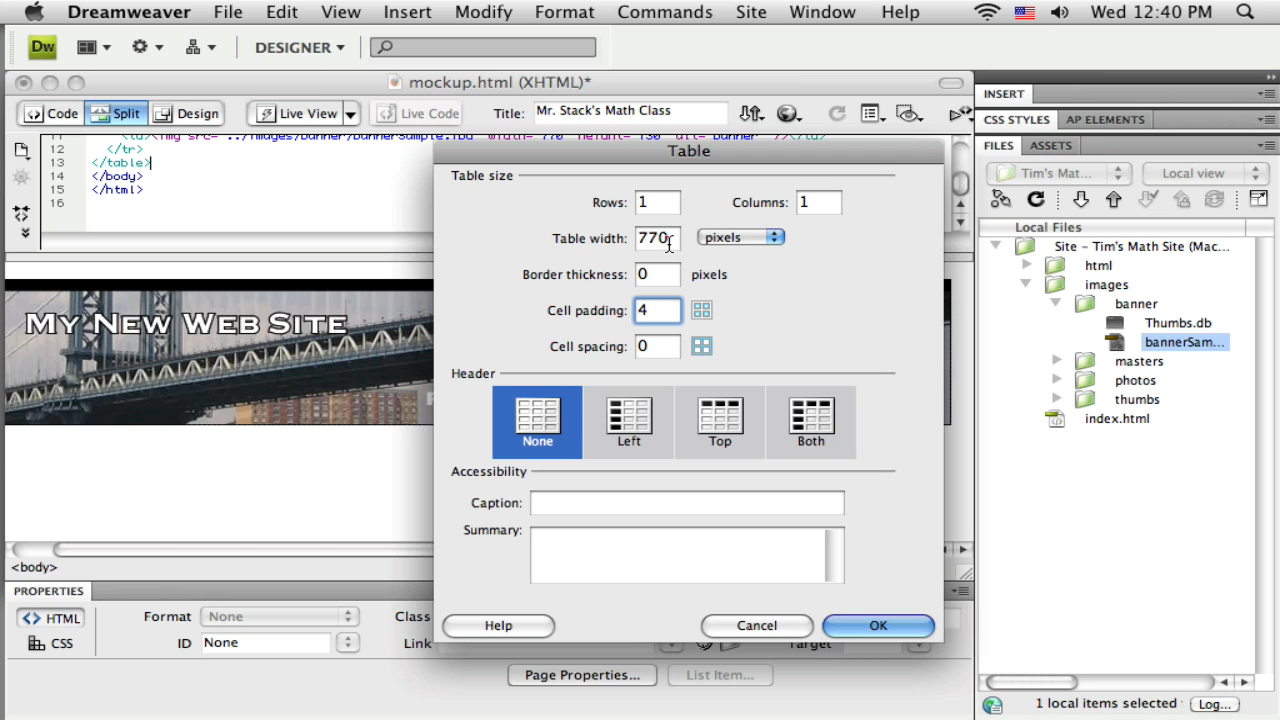 Dreamweaver File Edit View Insert Modify Format Commands Site Window Help Wed 12:40 PM
Dw DESIGNER
mockup.html (XHTML)*
Code Split Design Live View Live Code Title: Mr. Stack's Math Class
12 </tr>
13 </table>
14 </body>
15 </html>
16
My New Web Site
<body>
PROPERTIES
<> HTML Format None Class
CSS ID None Link Target
Page Properties... List Item...
Table
Table size
Rows: 1 Columns: 1
Table width: 770 pixels
Border thickness: 0 pixels
Cell padding: 4
Cell spacing: 0
Header
None Left Top Both
Accessibility
Caption:
Summary:
Help Cancel OK
INSERT
CSS STYLES AP ELEMENTS
FILES ASSETS
Tim's Mat... Local view
Local Files
Site - Tim's Math Site (Mac...
html
images
banner
Thumbs.db
bannerSam...
masters
photos
thumbs
index.html
1 local items selected Log...